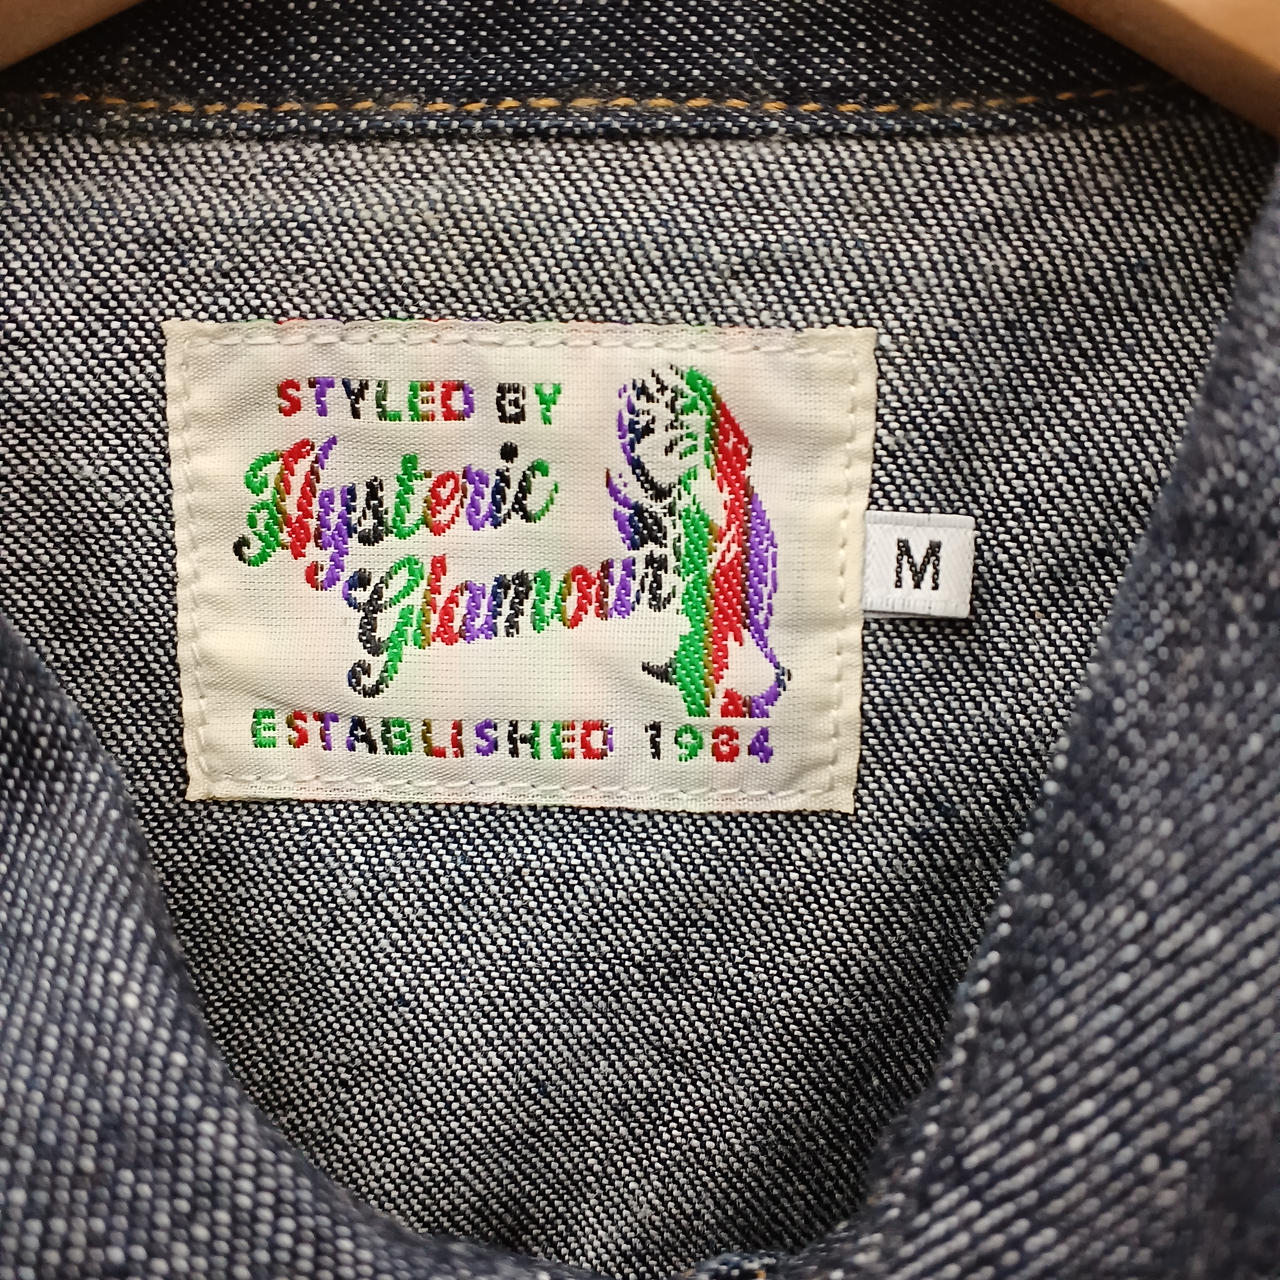 STYLED BY
Hysteric
Glamour
M
ESTABLISHED 1984